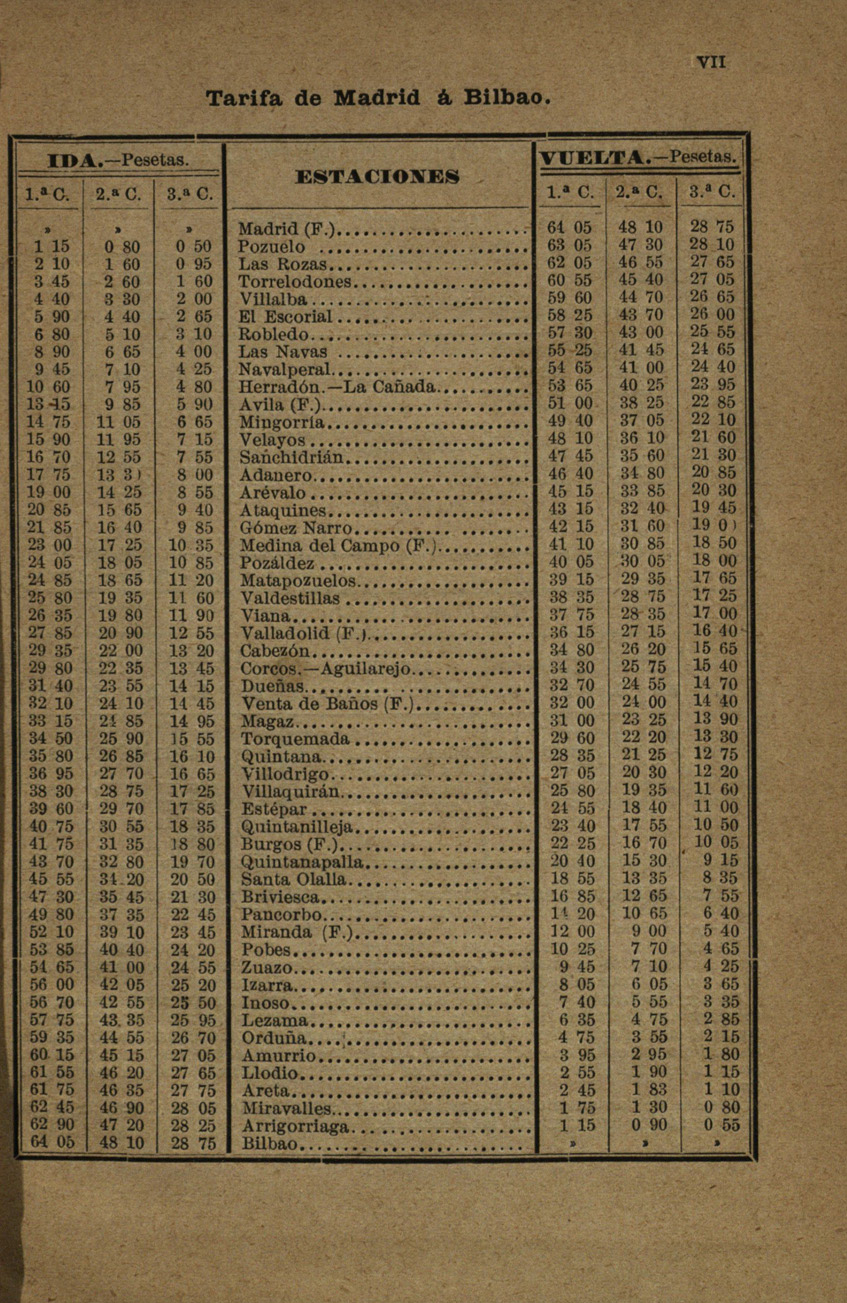 VII
Tarifa de Madrid á Bilbao.
IDA.—Pesetas. ESTACIONES VUELTA.—Pesetas.
1.ª C. 2.ª C. 3.ª C. 1.ª C. 2.ª C. 3.ª C.
» » » Madrid (F.) 64 05 48 10 28 75
1 15 0 80 0 50 Pozuelo 63 05 47 30 28 10
2 10 1 60 0 95 Las Rozas 62 05 46 55 27 65
3 45 2 60 1 60 Torrelodones 60 55 45 40 27 05
4 40 3 30 2 00 Villalba 59 60 44 70 26 65
5 90 4 40 2 65 El Escorial 58 25 43 70 26 00
6 80 5 10 3 10 Robledo 57 30 43 00 25 55
8 90 6 65 4 00 Las Navas 55 25 41 45 24 65
9 45 7 10 4 25 Navalperal 54 65 41 00 24 40
10 60 7 95 4 80 Herradón.—La Cañada 53 65 40 25 23 95
13 15 9 85 5 90 Avila (F.) 51 00 38 25 22 85
14 75 11 05 6 65 Mingorría 49 40 37 05 22 10
15 90 11 95 7 15 Velayos 48 10 36 10 21 60
16 70 12 55 7 55 Sanchidrián 47 45 35 60 21 30
17 75 13 3 8 00 Adanero 46 40 34 80 20 85
19 00 14 25 8 55 Arévalo 45 15 33 85 20 30
20 85 15 65 9 40 Ataquines 43 15 32 40 19 45
21 85 16 40 9 85 Gómez Narro 42 15 31 60 19 0
23 00 17 25 10 35 Medina del Campo (F.) 41 10 30 85 18 50
24 05 18 05 10 85 Pozáldez 40 05 30 05 18 00
24 85 18 65 11 20 Matapozuelos 39 15 29 35 17 65
25 80 19 35 11 60 Valdestillas 38 35 28 75 17 25
26 35 19 80 11 90 Viana 37 75 28 35 17 00
27 85 20 90 12 55 Valladolid (F.) 36 15 27 15 16 40
29 35 22 00 13 20 Cabezón 34 80 26 20 15 65
29 80 22 35 13 45 Corcos.—Aguilarejo 34 30 25 75 15 40
31 40 23 55 14 15 Dueñas 32 70 24 55 14 70
32 10 24 10 14 45 Venta de Baños (F.) 32 00 24 00 14 40
33 15 24 85 14 95 Magaz 31 00 23 25 13 90
34 50 25 90 15 55 Torquemada 29 60 22 20 13 30
35 80 26 85 16 10 Quintana 28 35 21 25 12 75
36 95 27 70 16 65 Villodrigo 27 05 20 30 12 20
38 30 28 75 17 25 Villaquirán 25 80 19 35 11 60
39 60 29 70 17 85 Estépar 24 55 18 40 11 00
40 75 30 55 18 35 Quintanilleja 23 40 17 55 10 50
41 75 31 35 18 80 Burgos (F.) 22 25 16 70 10 05
43 70 32 80 19 70 Quintanapalla 20 40 15 30 9 15
45 55 34 20 20 50 Santa Olalla 18 55 13 35 8 35
47 30 35 45 21 30 Briviesca 16 85 12 65 7 55
49 80 37 35 22 45 Pancorbo 14 20 10 65 6 40
52 10 39 10 23 45 Miranda (F.) 12 00 9 00 5 40
53 85 40 40 24 20 Pobes 10 25 7 70 4 65
54 65 41 00 24 55 Zuazo 9 45 7 10 4 25
56 00 42 05 25 20 Izarra 8 05 6 05 3 65
56 70 42 55 25 50 Inoso 7 40 5 55 3 35
57 75 43 35 25 95 Lezama 6 35 4 75 2 85
59 35 44 55 26 70 Orduña 4 75 3 55 2 15
60 15 45 15 27 05 Amurrio 3 95 2 95 1 80
61 55 46 20 27 65 Llodio 2 55 1 90 1 15
61 75 46 35 27 75 Areta 2 45 1 83 1 10
62 45 46 90 28 05 Miravalles 1 75 1 30 0 80
62 90 47 20 28 25 Arrigorriaga 1 15 0 90 0 55
64 05 48 10 28 75 Bilbao » » »